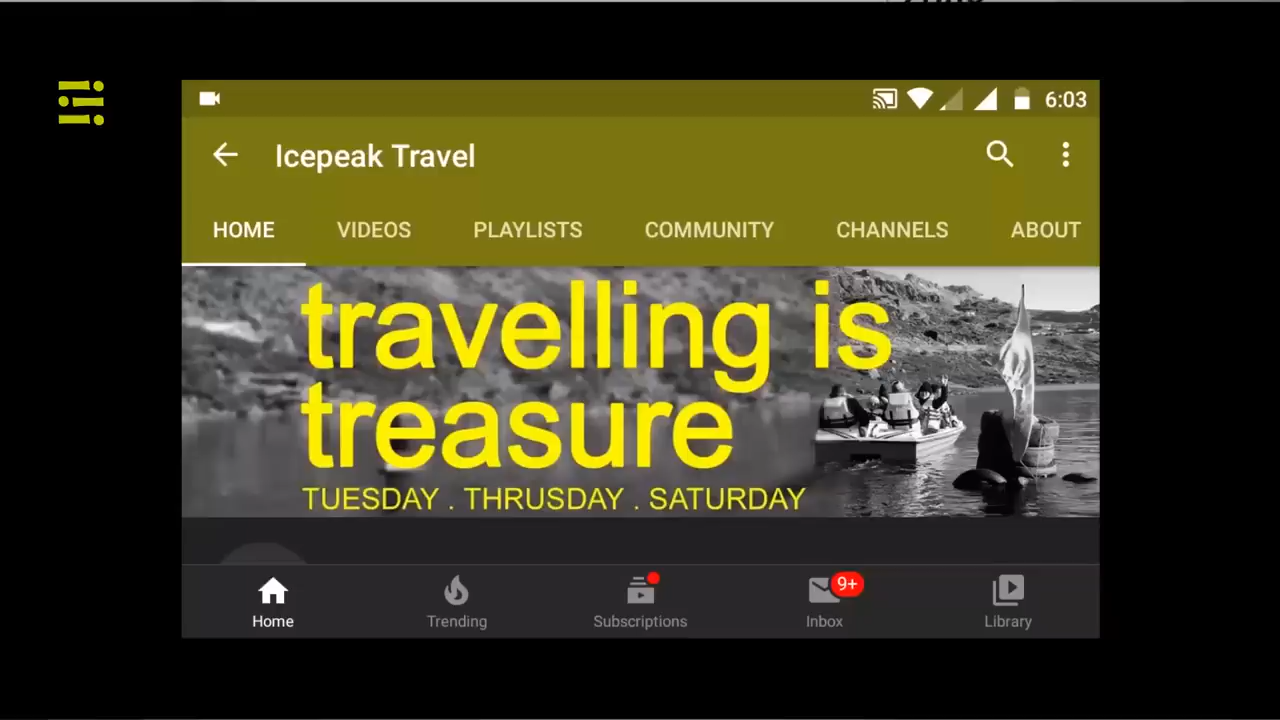 6:03
Icepeak Travel
HOME VIDEOS PLAYLISTS COMMUNITY CHANNELS ABOUT
travelling is
treasure
TUESDAY . THRUSDAY . SATURDAY
9+
Home Trending Subscriptions Inbox Library